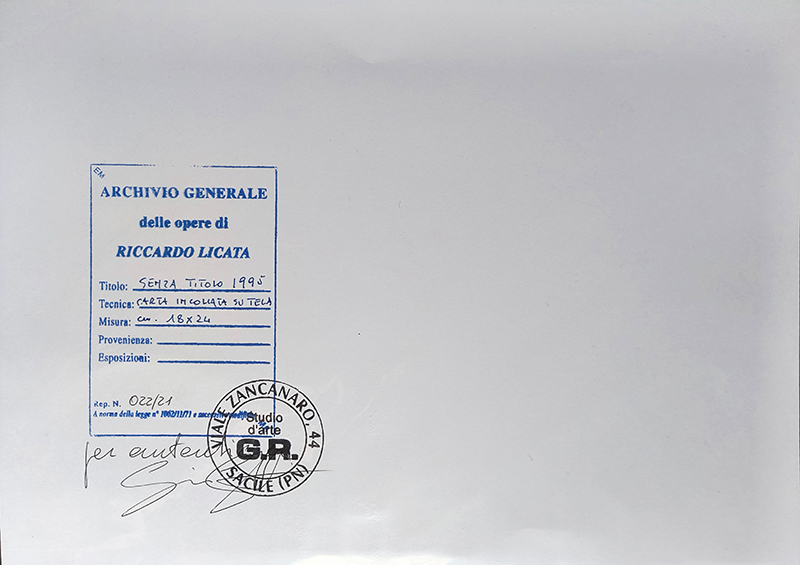 EM
ARCHIVIO GENERALE
delle opere di
RICCARDO LICATA
Titolo: SENZA TITOLO 1995
Tecnica: CARTA INCOLLATA SU TELA
Misura: cm. 18x24
Provenienza:
Esposizioni:
Rep. N. 022/21
A norma della legge n° 1062/11/71 e successive modifiche
per autentica
VIALE ZANCANARO, 44
Studio
d'arte
G.R.
SACILE (PN)